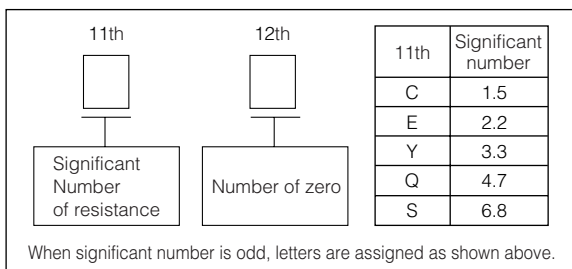 11th
12th
Significant
Number
of resistance
Number of zero
11th Significant
number
C 1.5
E 2.2
Y 3.3
Q 4.7
S 6.8
When significant number is odd, letters are assigned as shown above.